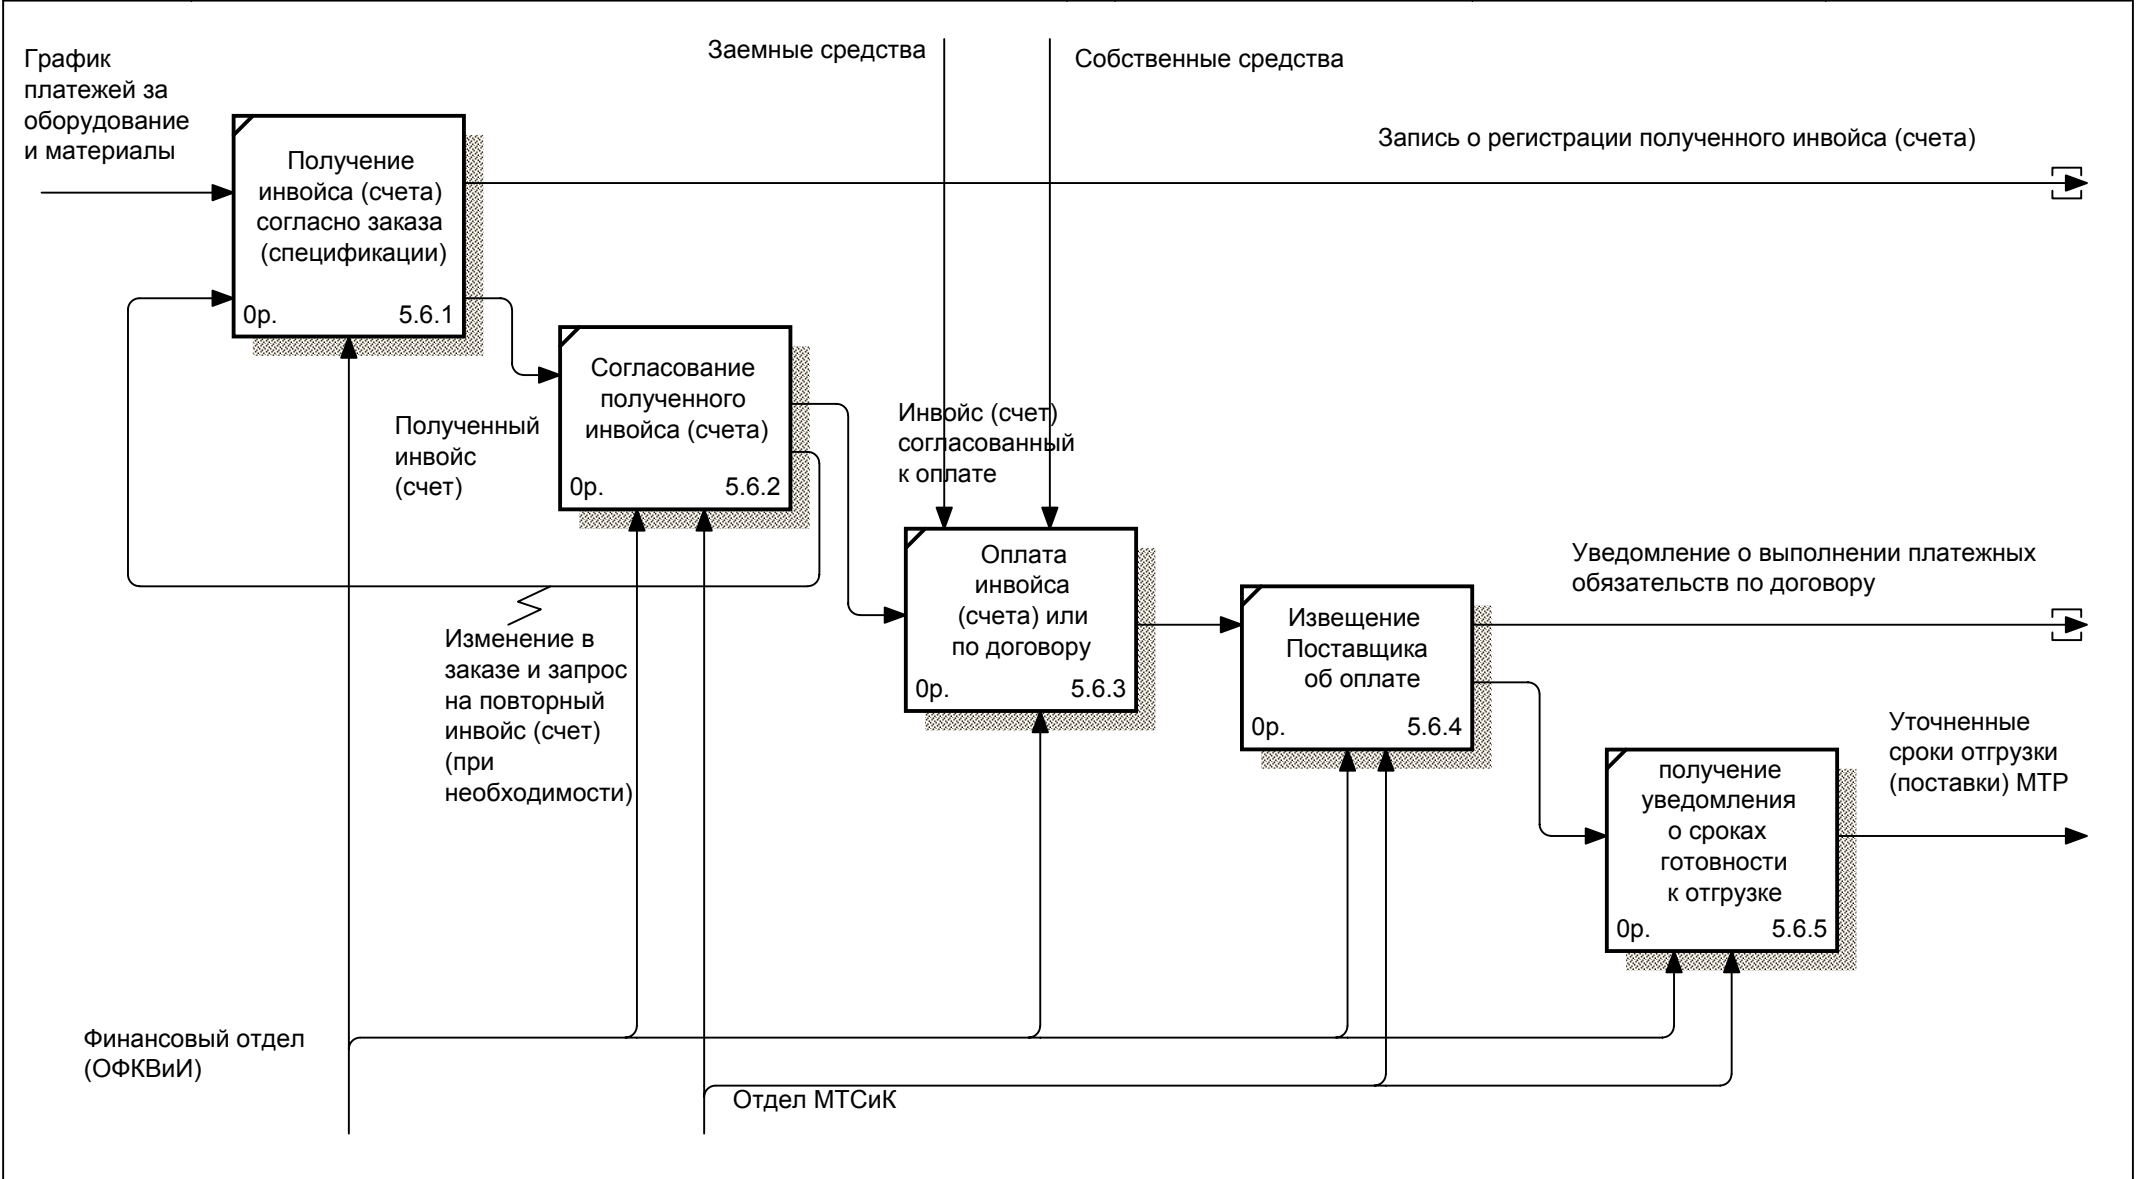 График
платежей за
оборудование
и материалы
Заемные средства
Собственные средства
Запись о регистрации полученного инвойса (счета)
Получение
инвойса (счета)
согласно заказа
(спецификации)
0р.
5.6.1
Полученный
инвойс
(счет)
Согласование
полученного
инвойса (счета)
0р.
5.6.2
Инвойс (счет)
согласованный
к оплате
Изменение в
заказе и запрос
на повторный
инвойс (счет)
(при
необходимости)
Оплата
инвойса
(счета) или
по договору
0р.
5.6.3
Уведомление о выполнении платежных
обязательств по договору
Извещение
Поставщика
об оплате
0р.
5.6.4
Уточненные
сроки отгрузки
(поставки) МТР
получение
уведомления
о сроках
готовности
к отгрузке
0р.
5.6.5
Финансовый отдел
(ОФКВиИ)
Отдел МТСиК